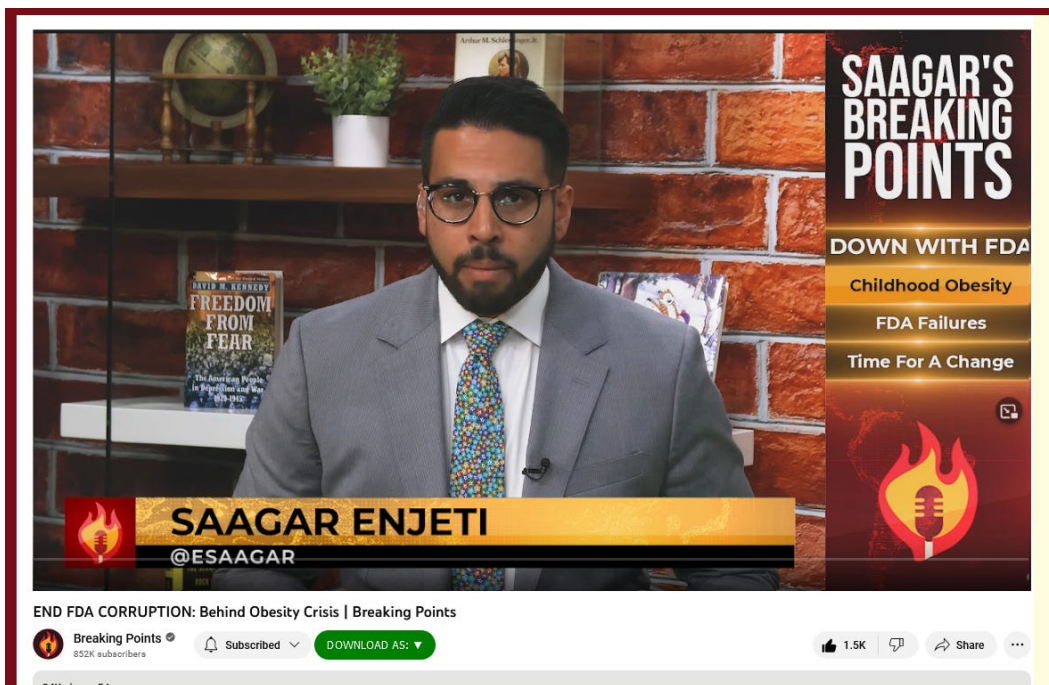 Arthur M. Schlesinger, Jr.
DAVID M. KENNEDY
FREEDOM
FROM
FEAR
The American People
in Depression and War,
1929-1945
SAAGAR'S
BREAKING
POINTS
DOWN WITH FDA
Childhood Obesity
FDA Failures
Time For A Change
SAAGAR ENJETI
@ESAAGAR
END FDA CORRUPTION: Behind Obesity Crisis | Breaking Points
Breaking Points
852K subscribers
Subscribed
DOWNLOAD AS: ▼
1.5K
Share